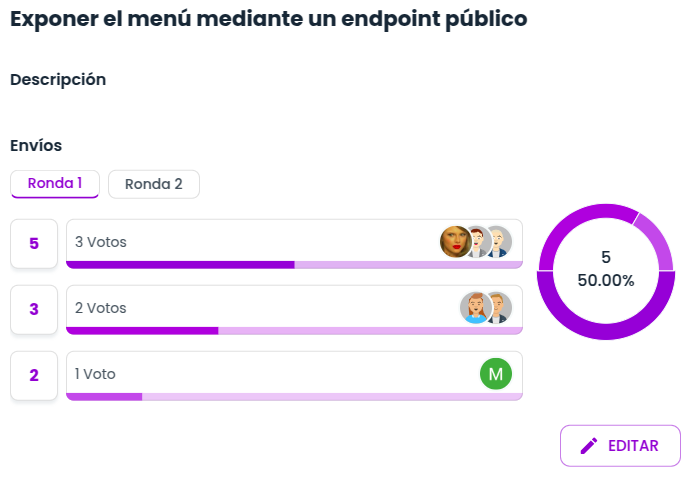 Exponer el menú mediante un endpoint público
Descripción
Envíos
Ronda 1 Ronda 2
5 3 Votos
3 2 Votos
2 1 Voto M
5
50.00%
EDITAR